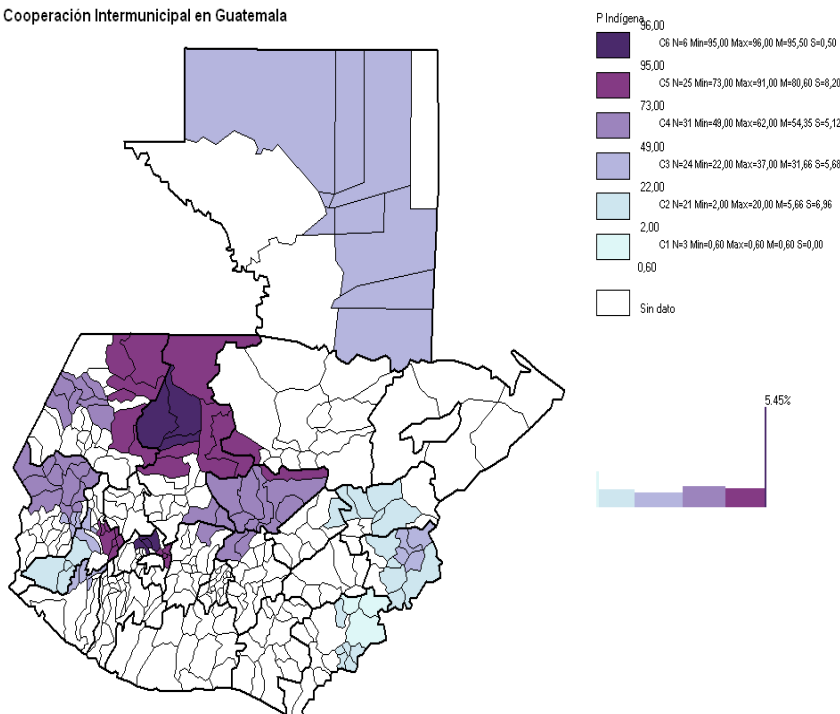 Cooperación Intermunicipal en Guatemala
P Indígena
96,00
C6 N=6 Min=95,00 Max=96,00 M=95,50 S=0,50
95,00
C5 N=25 Min=73,00 Max=91,00 M=80,60 S=8,20
73,00
C4 N=31 Min=49,00 Max=62,00 M=54,35 S=5,12
49,00
C3 N=24 Min=22,00 Max=37,00 M=31,66 S=5,68
22,00
C2 N=21 Min=2,00 Max=20,00 M=5,66 S=6,96
2,00
C1 N=3 Min=0,60 Max=0,60 M=0,60 S=0,00
0,60
Sin dato
5.45%